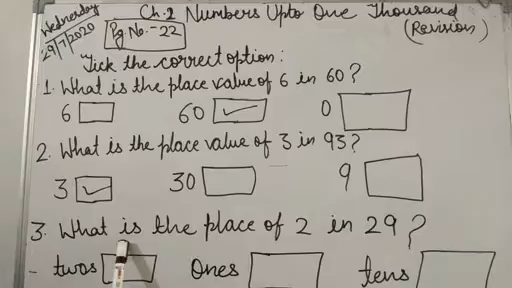 Wednesday
29/7/2020
Ch.2 Numbers Upto One Thousand
(Revision)
Pg No.-22
Tick the correct option:
1. What is the place value of 6 in 60?
6 60 ✓ 0
2. What is the place value of 3 in 93?
3 ✓ 30 9
3. What is the place of 2 in 29?
- twos ones tens